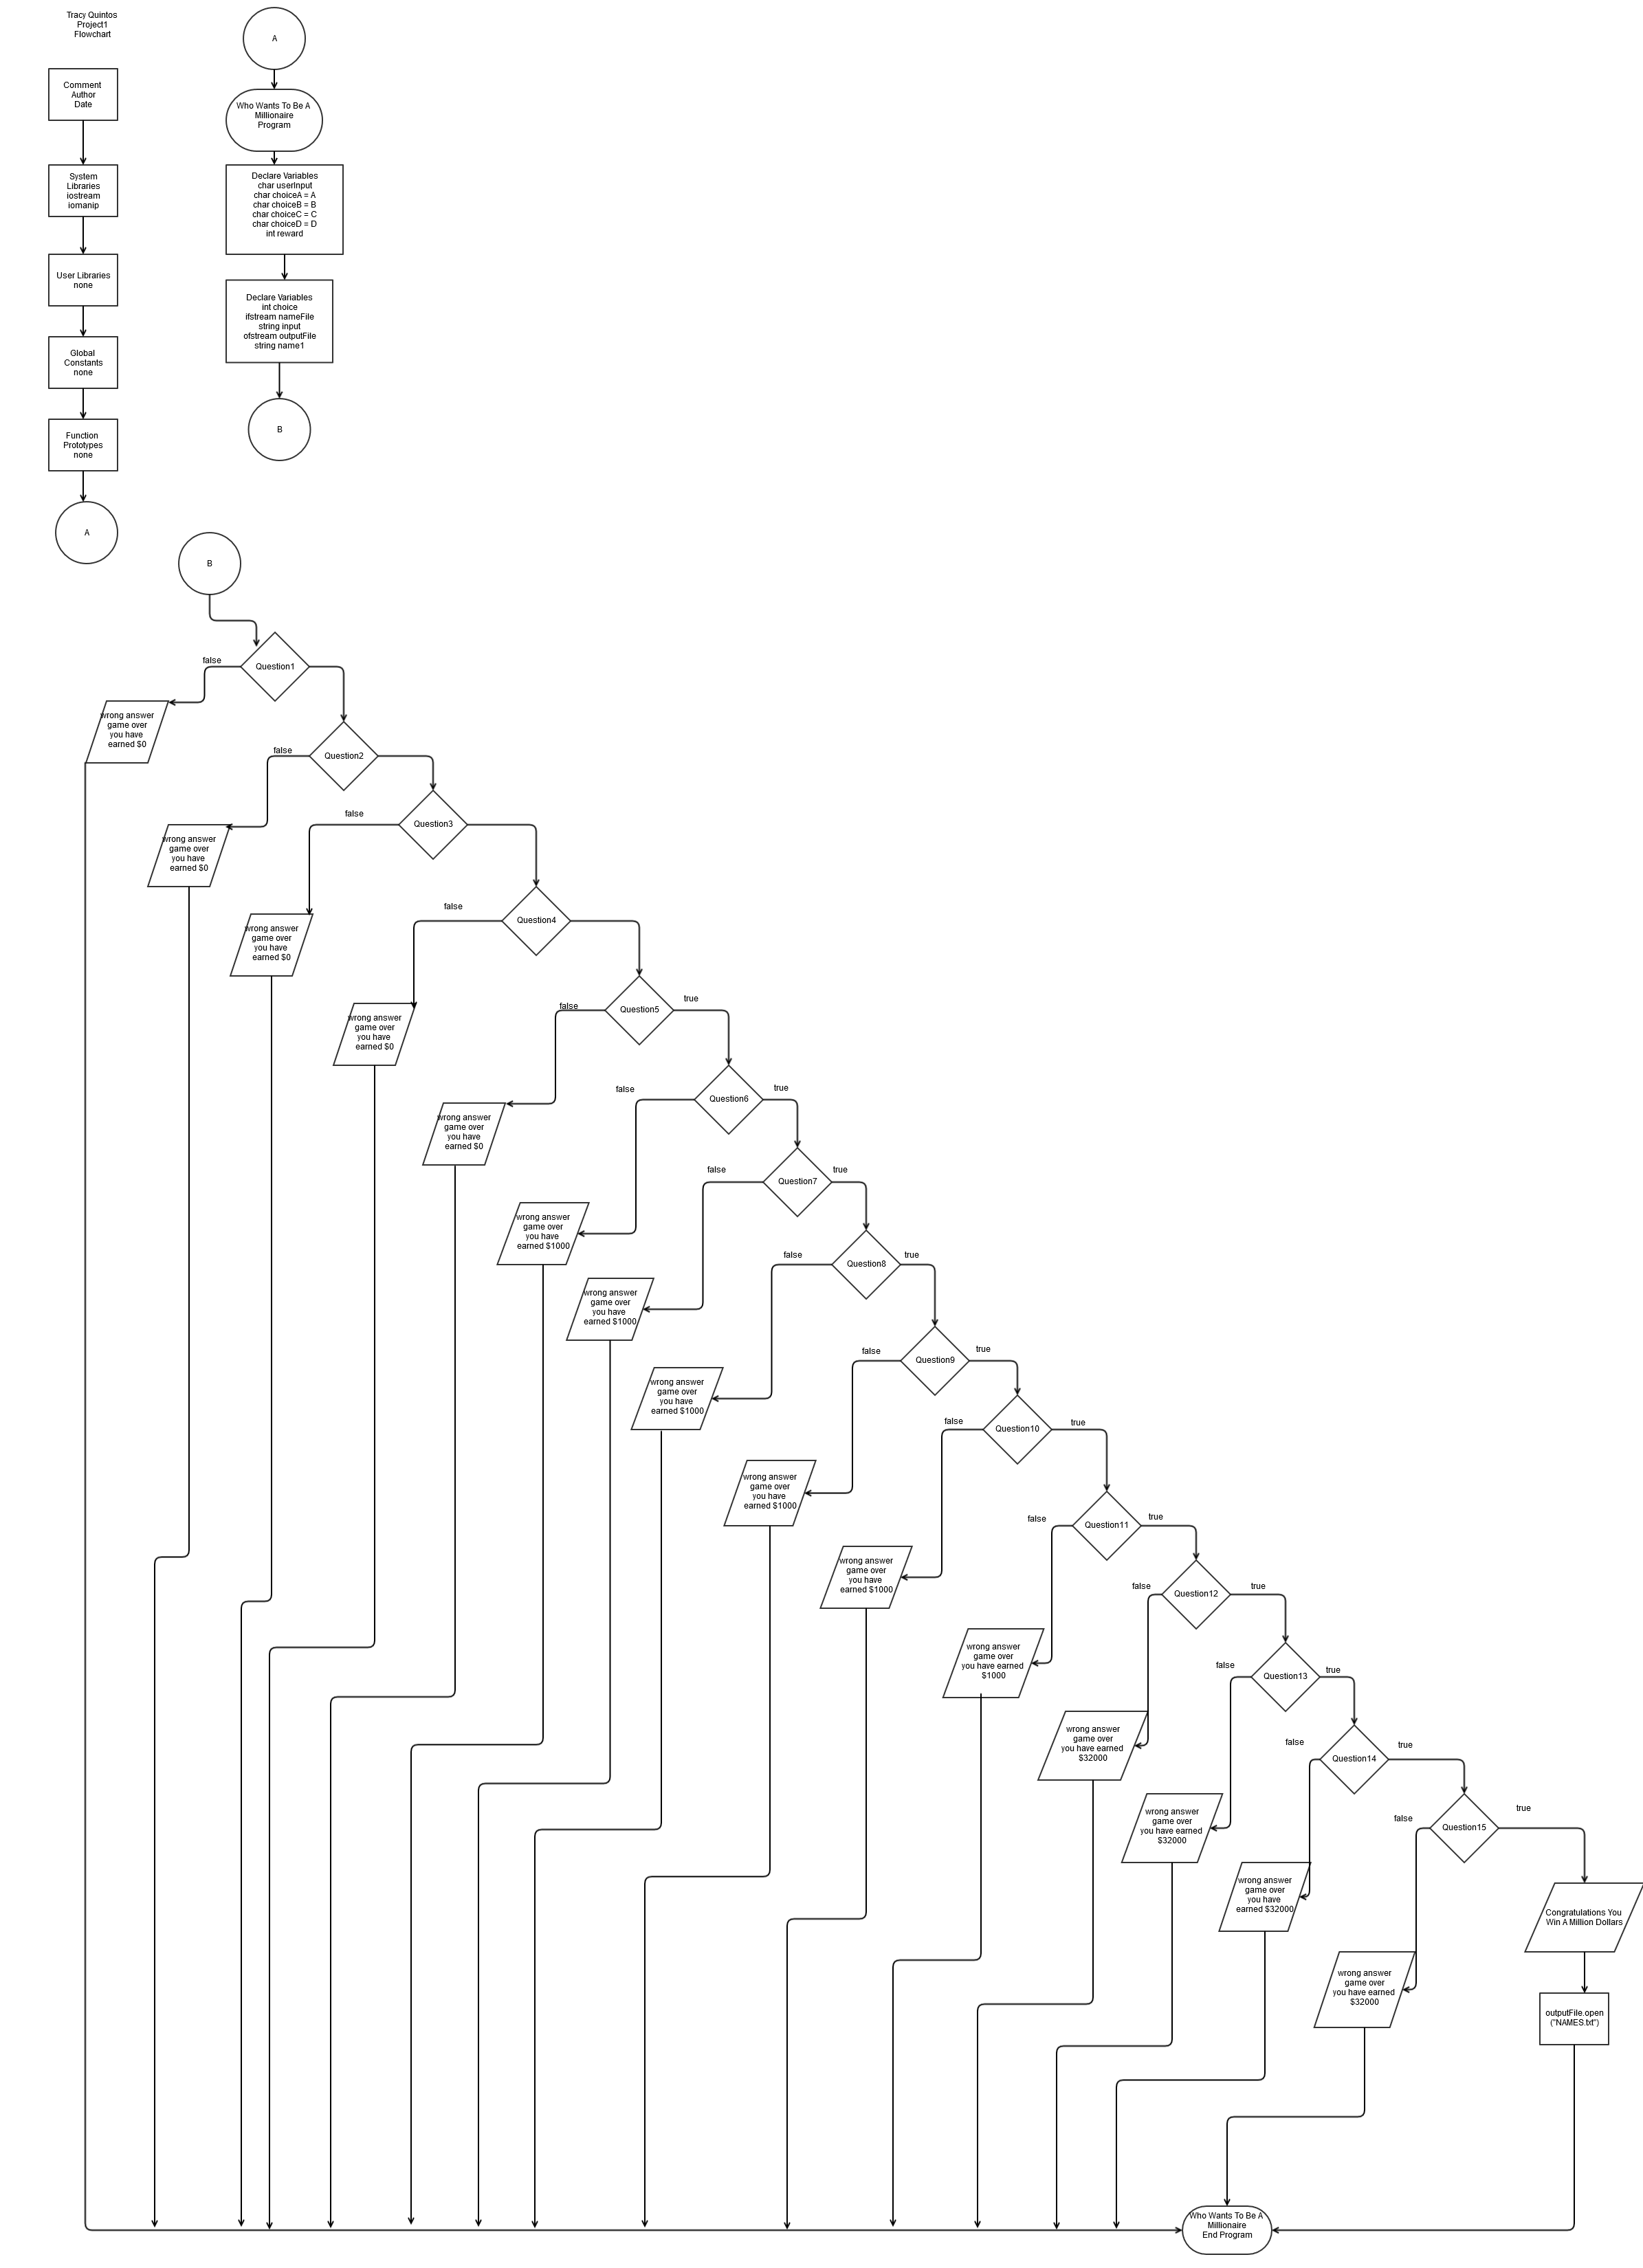 Tracy Quintos
Project1
Flowchart
Comment
Author
Date
System
Libraries
iostream
iomanip
User Libraries
none
Global
Constants
none
Function
Prototypes
none
A
A
Who Wants To Be A
Millionaire
Program
Declare Variables
char userInput
char choiceA = A
char choiceB = B
char choiceC = C
char choiceD = D
int reward
Declare Variables
int choice
ifstream nameFile
string input
ofstream outputFile
string name1
B
B
Question1
false
wrong answer
game over
you have
earned $0
Question2
false
wrong answer
game over
you have
earned $0
Question3
false
wrong answer
game over
you have
earned $0
Question4
false
wrong answer
game over
you have
earned $0
Question5
false
true
wrong answer
game over
you have
earned $0
Question6
false
true
wrong answer
game over
you have
earned $1000
Question7
false
true
wrong answer
game over
you have
earned $1000
Question8
false
true
wrong answer
game over
you have
earned $1000
Question9
false
true
wrong answer
game over
you have
earned $1000
Question10
false
true
wrong answer
game over
you have
earned $1000
Question11
false
true
wrong answer
game over
you have earned
$1000
Question12
false
true
wrong answer
game over
you have earned
$32000
Question13
false
true
wrong answer
game over
you have earned
$32000
Question14
false
true
wrong answer
game over
you have
earned $32000
Question15
false
true
wrong answer
game over
you have earned
$32000
Congratulations You
Win A Million Dollars
outputFile.open
("NAMES.txt")
Who Wants To Be A
Millionaire
End Program